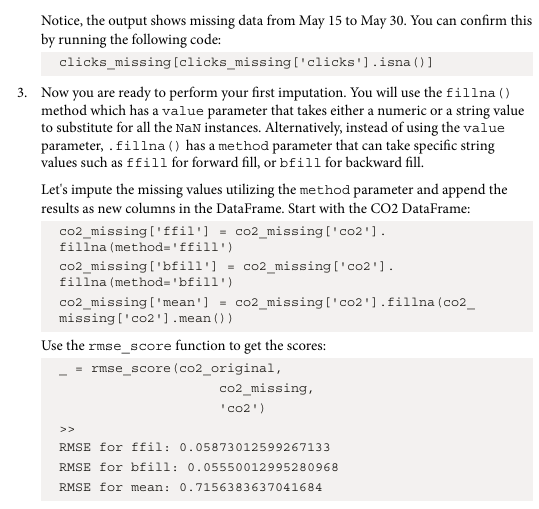 Notice, the output shows missing data from May 15 to May 30. You can confirm this
by running the following code:
clicks_missing[clicks_missing['clicks'].isna()]
3. Now you are ready to perform your first imputation. You will use the fillna()
method which has a value parameter that takes either a numeric or a string value
to substitute for all the NaN instances. Alternatively, instead of using the value
parameter, .fillna() has a method parameter that can take specific string
values such as ffill for forward fill, or bfill for backward fill.
Let's impute the missing values utilizing the method parameter and append the
results as new columns in the DataFrame. Start with the CO2 DataFrame:
co2_missing['ffil'] = co2_missing['co2'].
fillna(method='ffill')
co2_missing['bfill'] = co2_missing['co2'].
fillna(method='bfill')
co2_missing['mean'] = co2_missing['co2'].fillna(co2_
missing['co2'].mean())
Use the rmse_score function to get the scores:
_ = rmse_score(co2_original,
co2_missing,
'co2')
>>
RMSE for ffil: 0.05873012599267133
RMSE for bfill: 0.05550012995280968
RMSE for mean: 0.7156383637041684